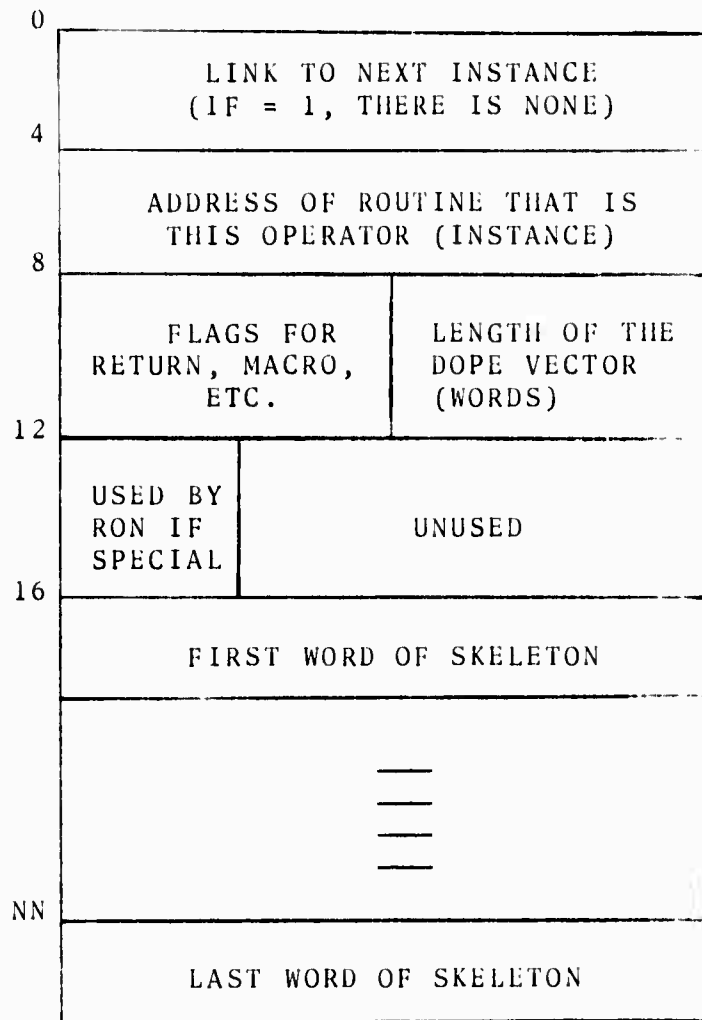 0
LINK TO NEXT INSTANCE
(IF = 1, THERE IS NONE)
4
ADDRESS OF ROUTINE THAT IS
THIS OPERATOR (INSTANCE)
8
FLAGS FOR
RETURN, MACRO,
ETC.
LENGTH OF THE
DOPE VECTOR
(WORDS)
12
USED BY
RON IF
SPECIAL
UNUSED
16
FIRST WORD OF SKELETON
NN
LAST WORD OF SKELETON